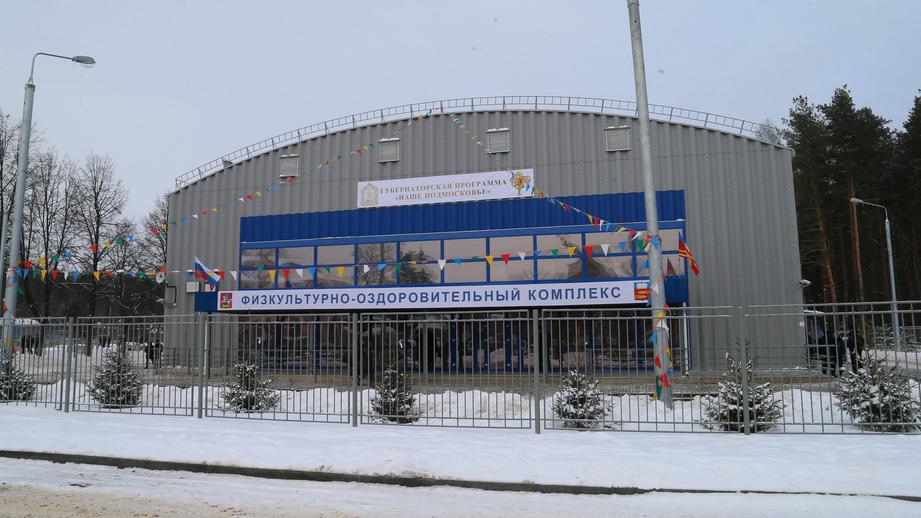 ГУБЕРНАТОРСКАЯ ПРОГРАММА
«НАШЕ ПОДМОСКОВЬЕ»
ФИЗКУЛЬТУРНО-ОЗДОРОВИТЕЛЬНЫЙ КОМПЛЕКС